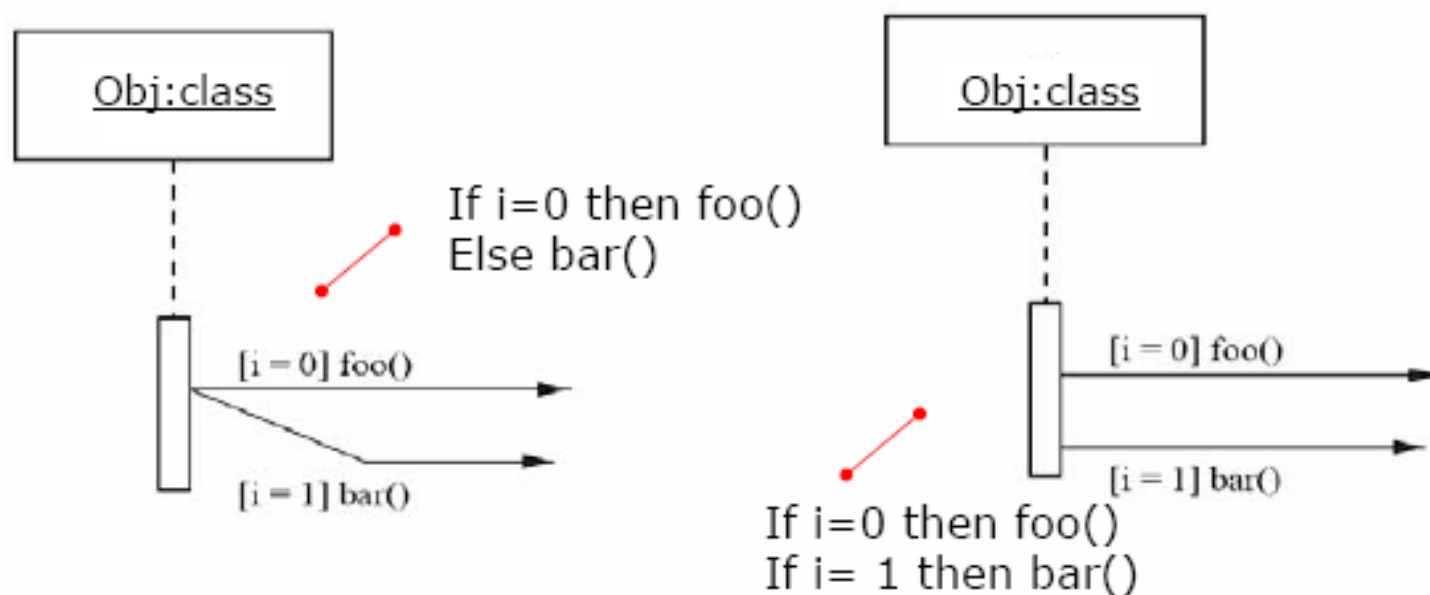 Obj:class
If i=0 then foo()
Else bar()
[i = 0] foo()
[i = 1] bar()
Obj:class
[i = 0] foo()
[i = 1] bar()
If i=0 then foo()
If i= 1 then bar()